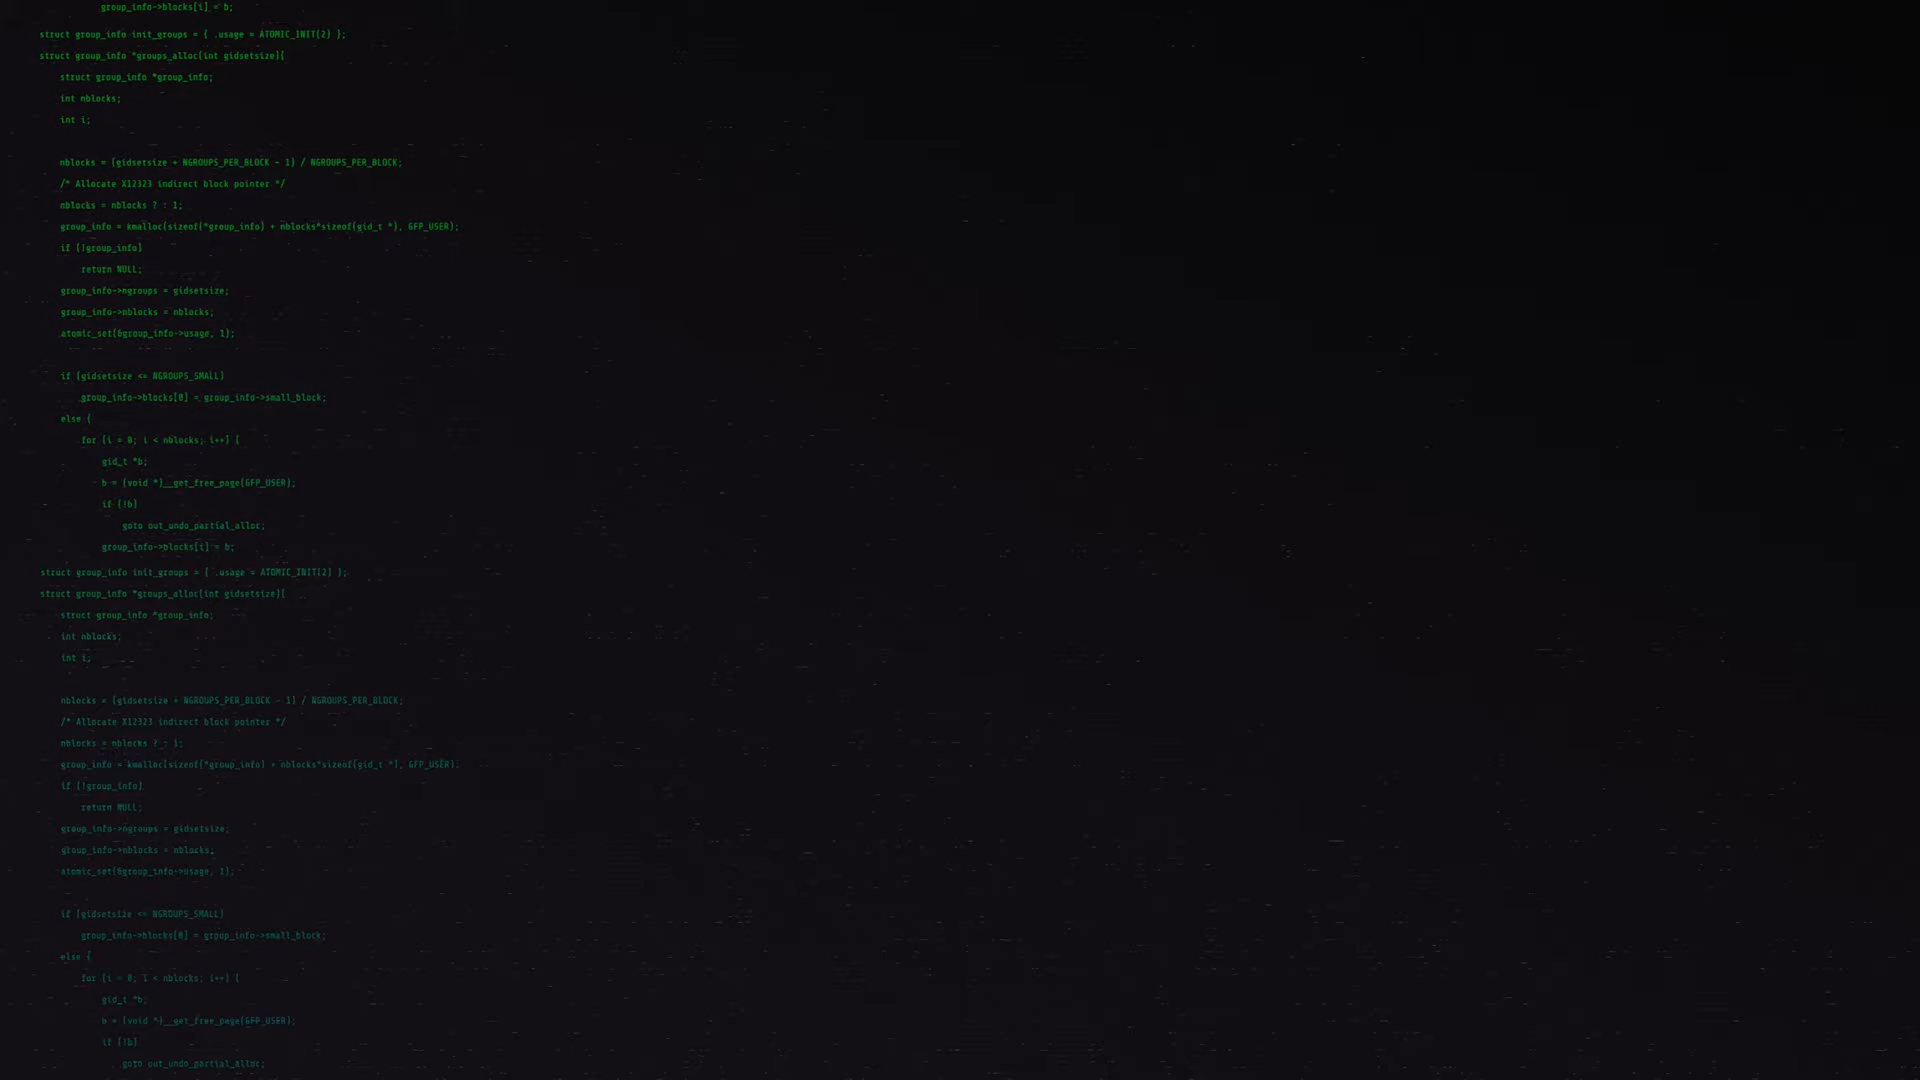 group_info->blocks[i] = b;
struct group_info init_groups = { .usage = ATOMIC_INIT(2) };
struct group_info *groups_alloc(int gidsetsize){
struct group_info *group_info;
int nblocks;
int i;
nblocks = (gidsetsize + NGROUPS_PER_BLOCK - 1) / NGROUPS_PER_BLOCK;
/* Allocate X12323 indirect block pointer */
nblocks = nblocks ? : 1;
group_info = kmalloc(sizeof(*group_info) + nblocks*sizeof(gid_t *), GFP_USER);
if (!group_info)
return NULL;
group_info->ngroups = gidsetsize;
group_info->nblocks = nblocks;
atomic_set(&group_info->usage, 1);
if (gidsetsize <= NGROUPS_SMALL)
group_info->blocks[0] = group_info->small_block;
else {
for (i = 0; i < nblocks; i++) {
gid_t *b;
b = (void *)__get_free_page(GFP_USER);
if (!b)
goto out_undo_partial_alloc;
group_info->blocks[i] = b;
struct group_info init_groups = { .usage = ATOMIC_INIT(2) };
struct group_info *groups_alloc(int gidsetsize){
struct group_info *group_info;
int nblocks;
int i;
nblocks = (gidsetsize + NGROUPS_PER_BLOCK - 1) / NGROUPS_PER_BLOCK;
/* Allocate X12323 indirect block pointer */
nblocks = nblocks ? : 1;
group_info = kmalloc(sizeof(*group_info) + nblocks*sizeof(gid_t *), GFP_USER);
if (!group_info)
return NULL;
group_info->ngroups = gidsetsize;
group_info->nblocks = nblocks;
atomic_set(&group_info->usage, 1);
if (gidsetsize <= NGROUPS_SMALL)
group_info->blocks[0] = group_info->small_block;
else {
for (i = 0; i < nblocks; i++) {
gid_t *b;
b = (void *)__get_free_page(GFP_USER);
if (!b)
goto out_undo_partial_alloc;